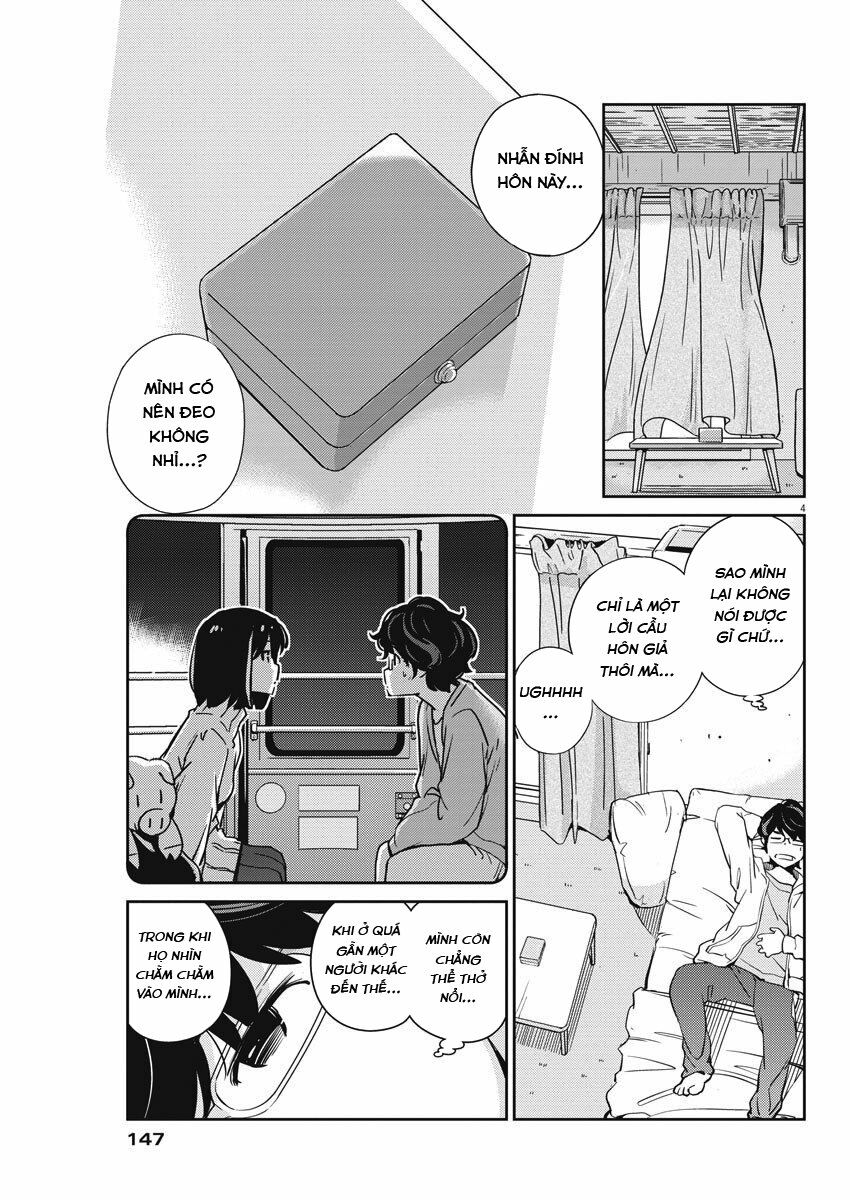 NHẪN ĐÍNH
HÔN NÀY...
MÌNH CÓ
NÊN ĐEO
KHÔNG
NHỈ...?
4
SAO MÌNH
LẠI KHÔNG
NÓI ĐƯỢC
GÌ CHỨ...
CHỈ LÀ MỘT
LỜI CẦU
HÔN GIẢ
THÔI MÀ...
UGHHHH
...
MÌNH CÒN
CHẲNG
THỂ THỞ
NỔI...
KHI Ở QUÁ
GẦN MỘT
NGƯỜI KHÁC
ĐẾN THẾ...
TRONG KHI
HỌ NHÌN
CHẰM CHẰM
VÀO MÌNH...
147